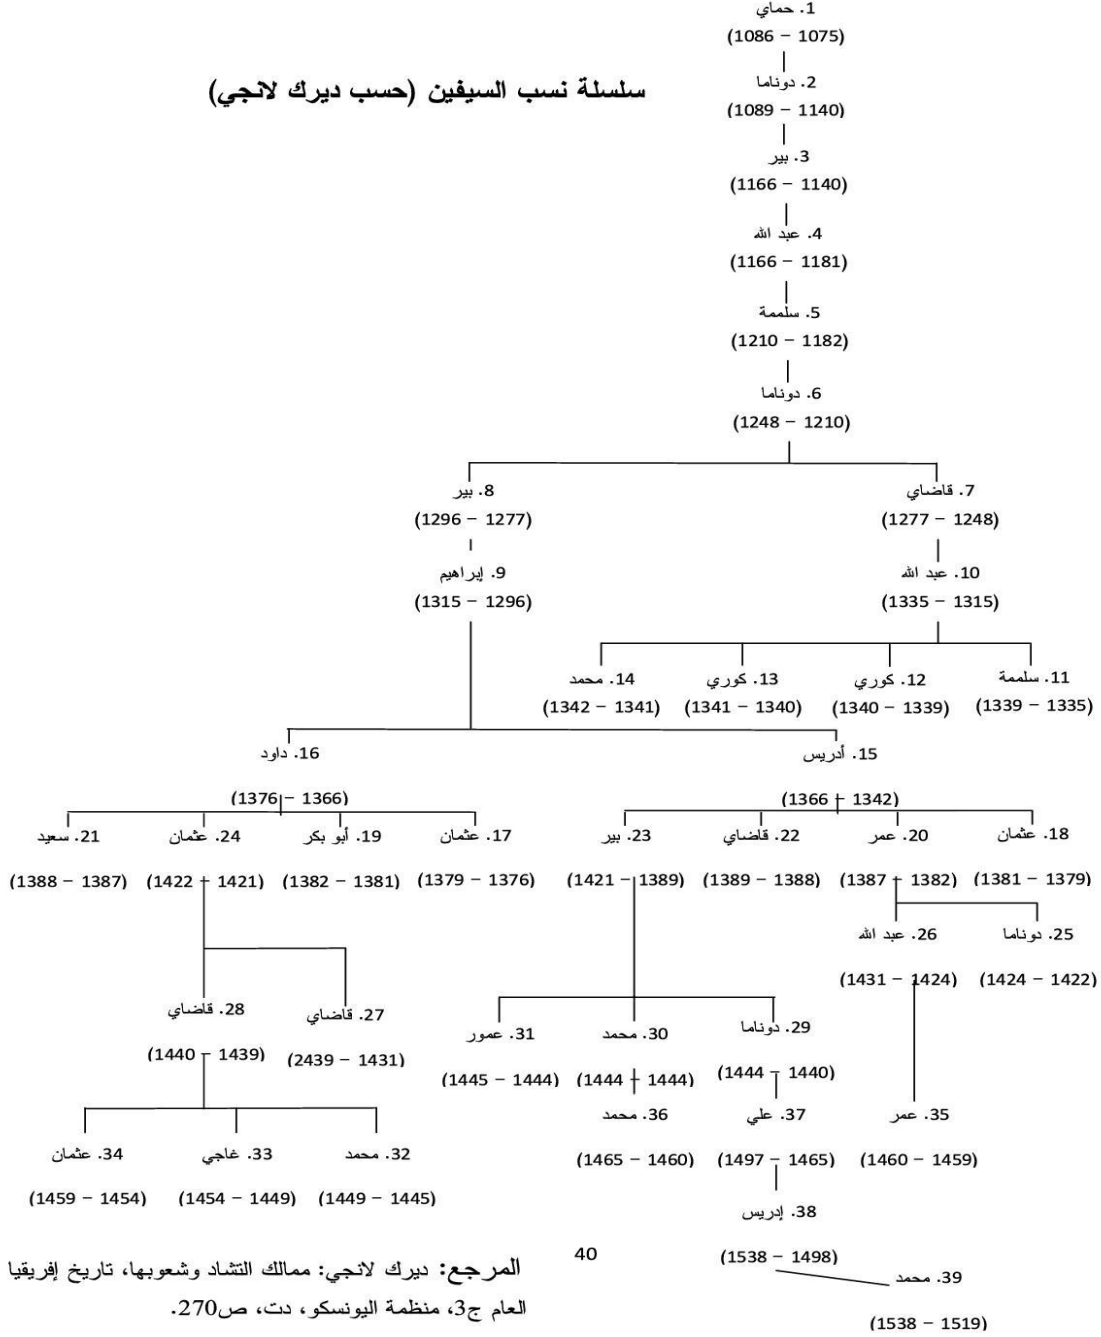 1. حماي
(1086 – 1075)
سلسلة نسب السيفين (حسب ديرك لانجي)
2. دوناما
(1089 – 1140)
3. بير
(1166 – 1140)
4. عبد الله
(1166 – 1181)
5. سلممة
(1210 – 1182)
6. دوناما
(1248 – 1210)
7. قاضاي
8. بير
(1277 – 1248)
(1296 – 1277)
10. عبد الله
9. إبراهيم
(1335 – 1315)
(1315 – 1296)
11. سلممة
12. كوري
13. كوري
14. محمد
(1339 – 1335)
(1340 – 1339)
(1341 – 1340)
(1342 – 1341)
15. أدريس
16. داود
(1366 – 1342)
(1376 – 1366)
18. عثمان
20. عمر
22. قاضاي
23. بير
17. عثمان
19. أبو بكر
24. عثمان
21. سعيد
(1381 – 1379)
(1387 – 1382)
(1389 – 1388)
(1421 – 1389)
(1379 – 1376)
(1382 – 1381)
(1422 – 1421)
(1388 – 1387)
25. دوناما
26. عبد الله
(1424 – 1422)
(1431 – 1424)
27. قاضاي
28. قاضاي
(2439 – 1431)
(1440 – 1439)
29. دوناما
30. محمد
31. عمور
(1444 – 1440)
(1444 – 1444)
(1445 – 1444)
35. عمر
37. علي
36. محمد
(1460 – 1459)
(1497 – 1465)
(1465 – 1460)
32. محمد
33. غاجي
34. عثمان
(1449 – 1445)
(1454 – 1449)
(1459 – 1454)
38. إدريس
(1538 – 1498)
39. محمد
(1538 – 1519)
40
المرجع: ديرك لانجي: ممالك التشاد وشعوبها، تاريخ إفريقيا
العام ج3، منظمة اليونسكو، دت، ص270.